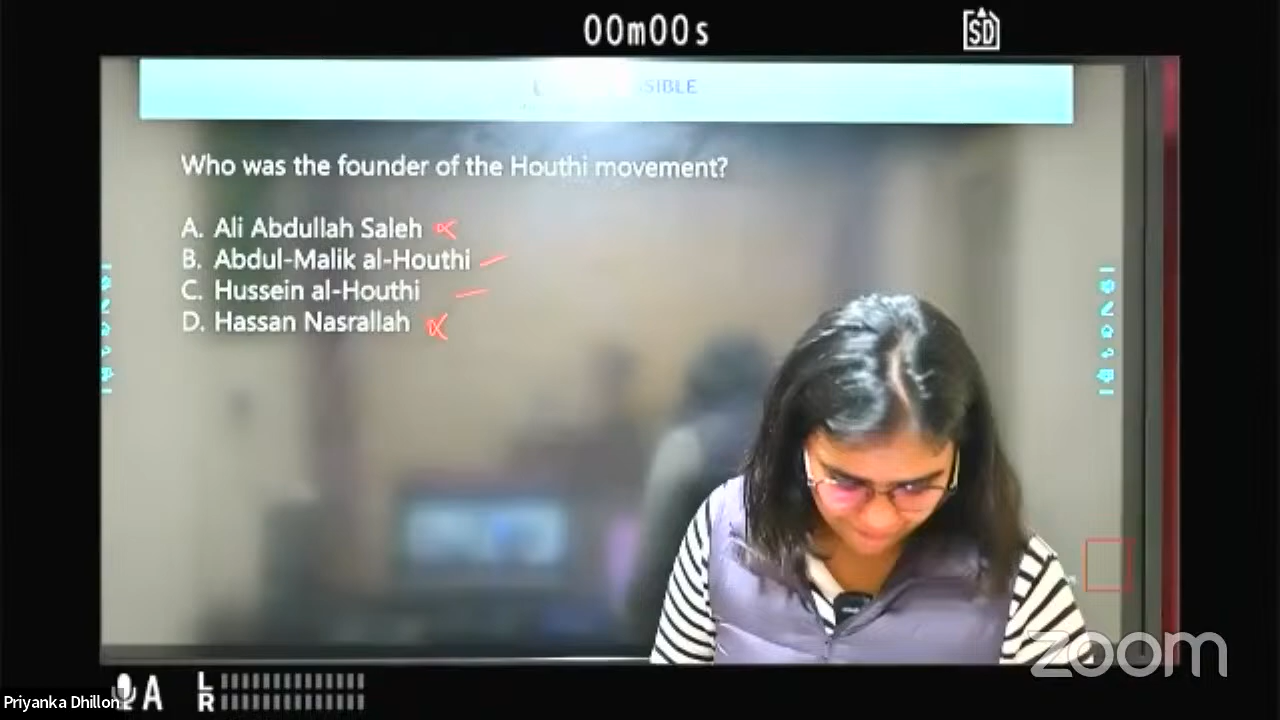 00m00s
SD
SIBLE
Who was the founder of the Houthi movement?
A. Ali Abdullah Saleh
B. Abdul-Malik al-Houthi
C. Hussein al-Houthi
D. Hassan Nasrallah
zoom
A L R
Priyanka Dhillon